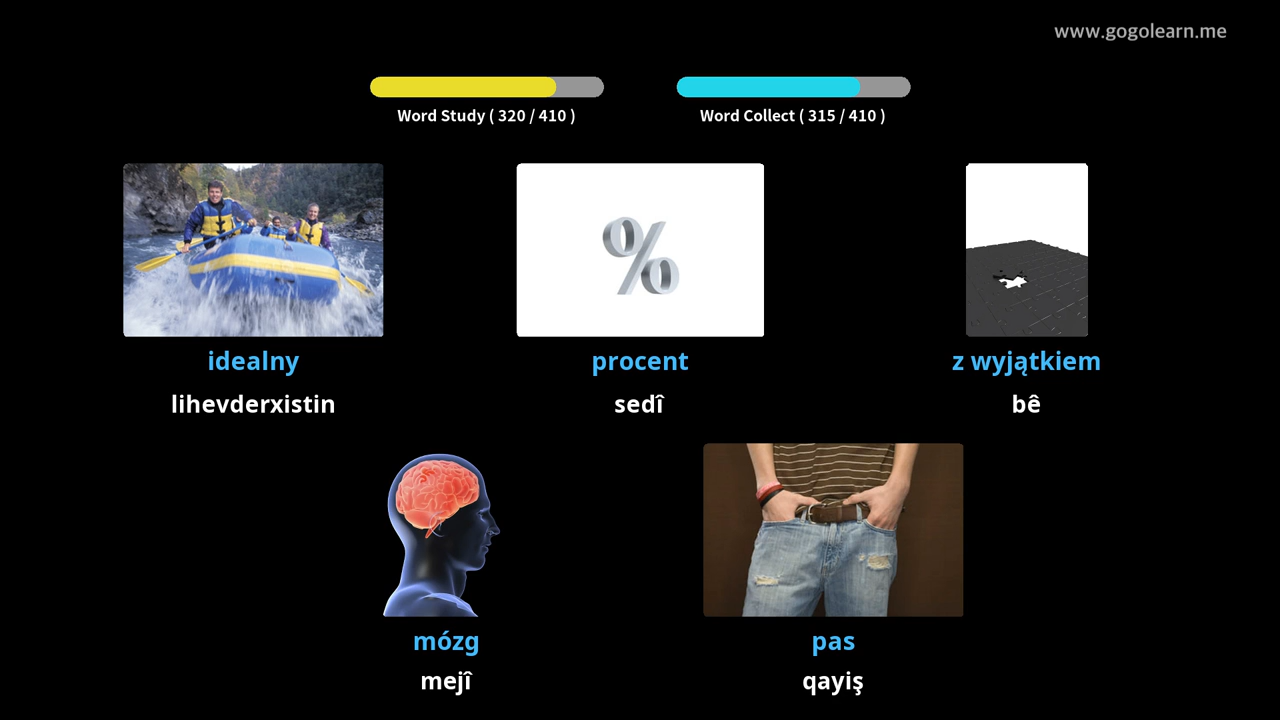 www.gogolearn.me
Word Study ( 320 / 410 )
Word Collect ( 315 / 410 )
%
idealny
procent
z wyjątkiem
lihevderxistin
sedî
bê
mózg
pas
mejî
qayiş